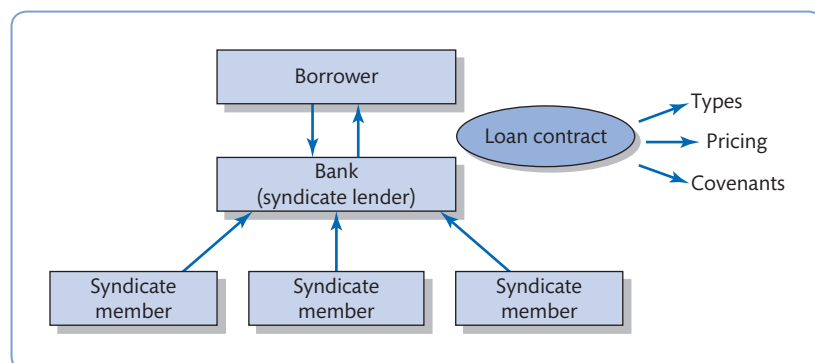 Borrower
Loan contract
Types
Pricing
Covenants
Bank
(syndicate lender)
Syndicate
member
Syndicate
member
Syndicate
member